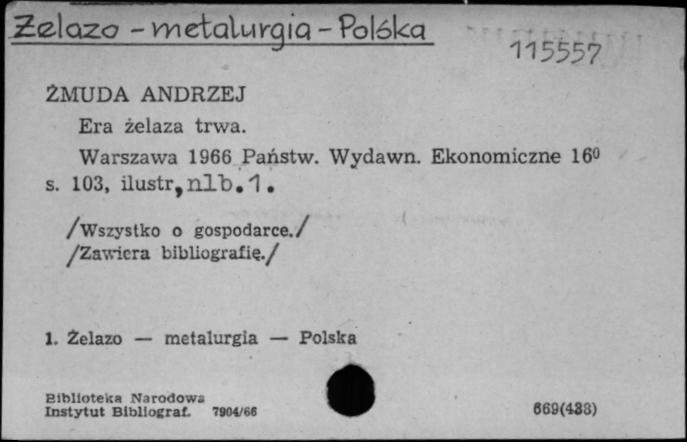 Żelazo - metalurgia - Polska
115557
ŻMUDA ANDRZEJ
Era żelaza trwa.
Warszawa 1966 Państw. Wydawn. Ekonomiczne 16⁰
s. 103, ilustr, nlb. 1.
/Wszystko o gospodarce./
/Zawiera bibliografię./
1. Żelazo — metalurgia — Polska
Biblioteka Narodowa
Instytut Bibliograf. 7904/66
669(438)